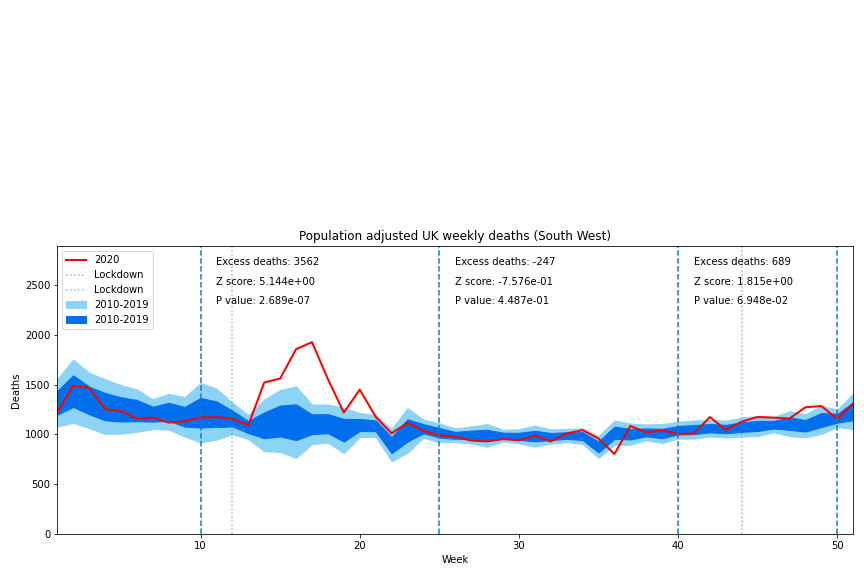 Population adjusted UK weekly deaths (South West)
2020
Lockdown
Lockdown
2010-2019
2010-2019
Excess deaths: 3562
Z score: 5.144e+00
P value: 2.689e-07
Excess deaths: -247
Z score: -7.576e-01
P value: 4.487e-01
Excess deaths: 689
Z score: 1.815e+00
P value: 6.948e-02
Deaths
2500
2000
1500
1000
500
0
10
20
30
40
50
Week